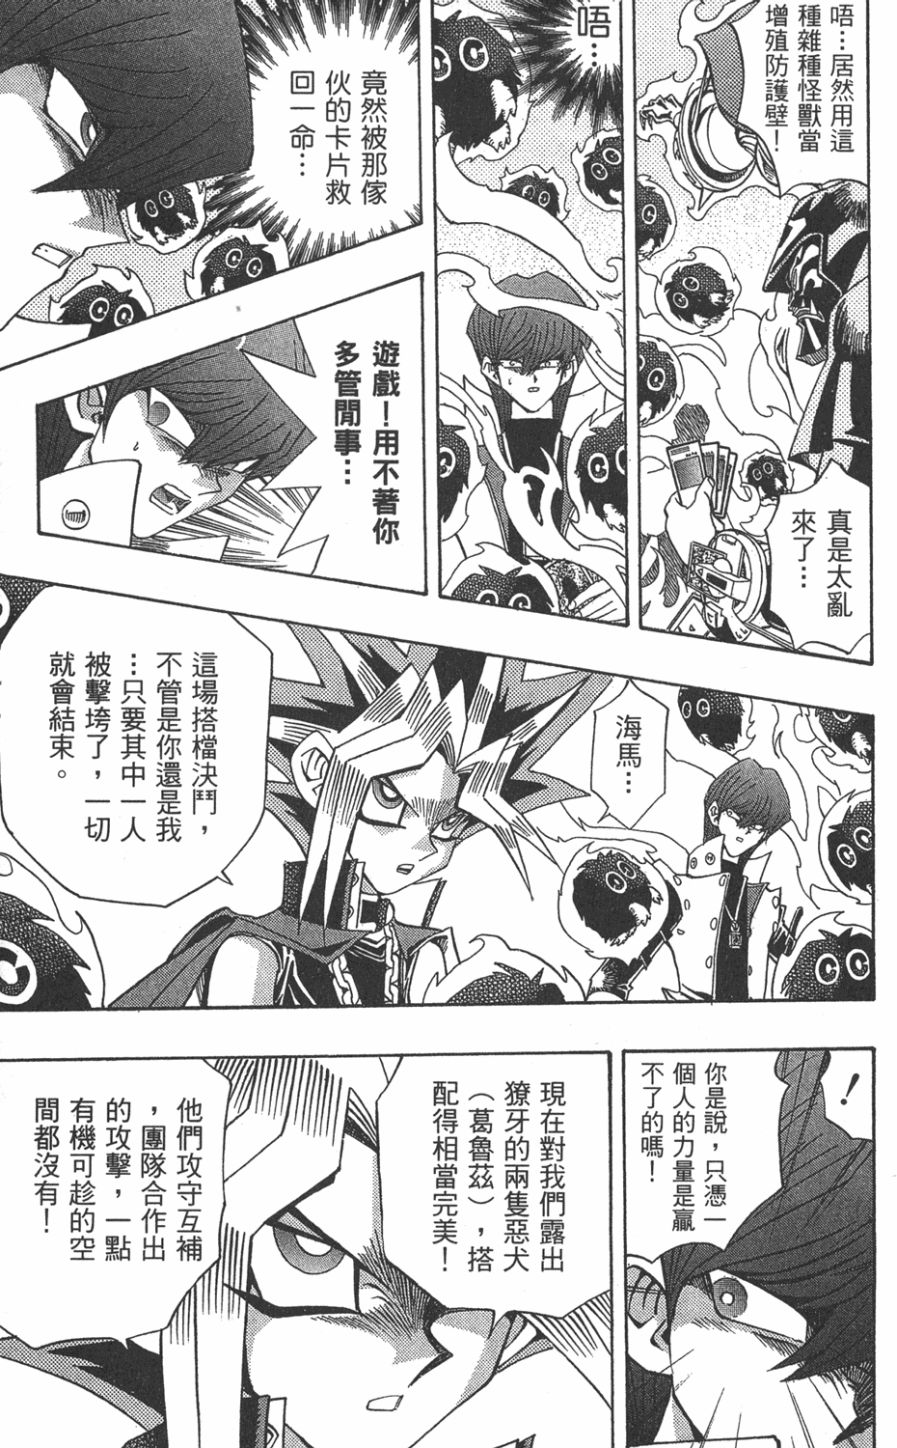 唔…居然用這
種雜種怪獸當
增殖防護壁！
真是太亂
來了…
唔…
竟然被那傢
伙的卡片救
回一命…
遊戲！用不著你
多管閒事…
海馬…
這場搭檔決鬥，
不管是你還是我
…只要其中一人
被擊垮了，一切
就會結束。
！
你是說，只憑一
個人的力量是贏
不了的嗎！
現在對我們露出
獠牙的兩隻惡犬
（葛魯茲），搭
配得相當完美！
他們攻守互補
，團隊合作出
的攻擊，一點
有機可趁的空
間都沒有！